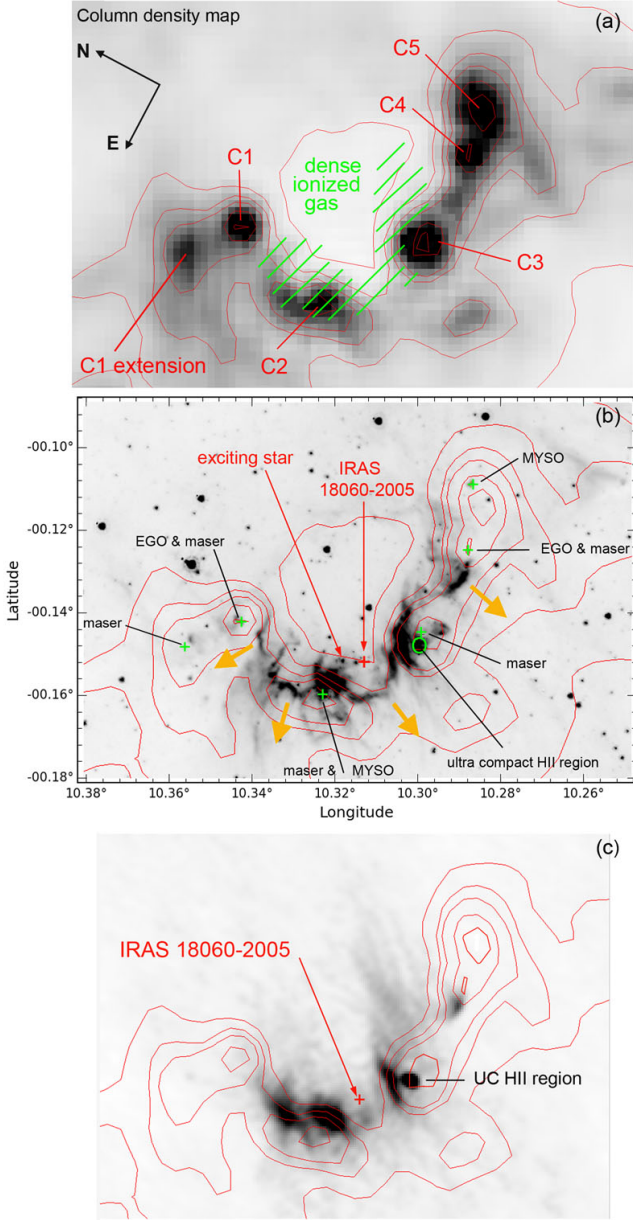 Column density map
(a)
N
E
C5
C4
C1
dense
ionized
gas
C3
C2
C1 extension
(b)
-00.10°
-00.12°
-00.14°
-00.16°
-00.18°
Latitude
exciting star
IRAS
18060-2005
MYSO
EGO & maser
EGO & maser
maser
maser
maser & MYSO
ultra compact HII region
10.38° 10.36° 10.34° 10.32° 10.30° 10.28° 10.26°
Longitude
(c)
IRAS 18060-2005
UC HII region